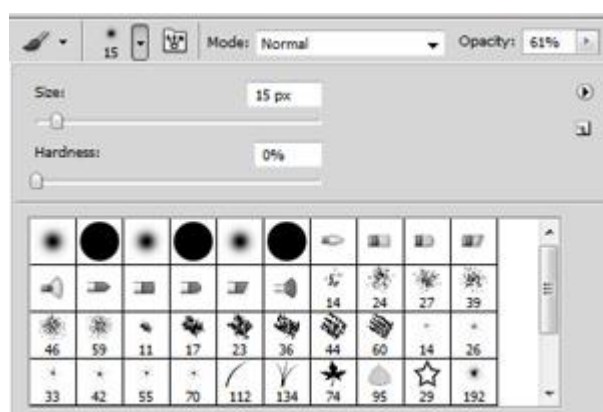 15 Mode: Normal Opacity: 61%
Size: 15 px
Hardness: 0%
14 24 27 39
46 59 11 17 23 36 44 60 14 26
33 42 55 70 112 134 74 95 29 192